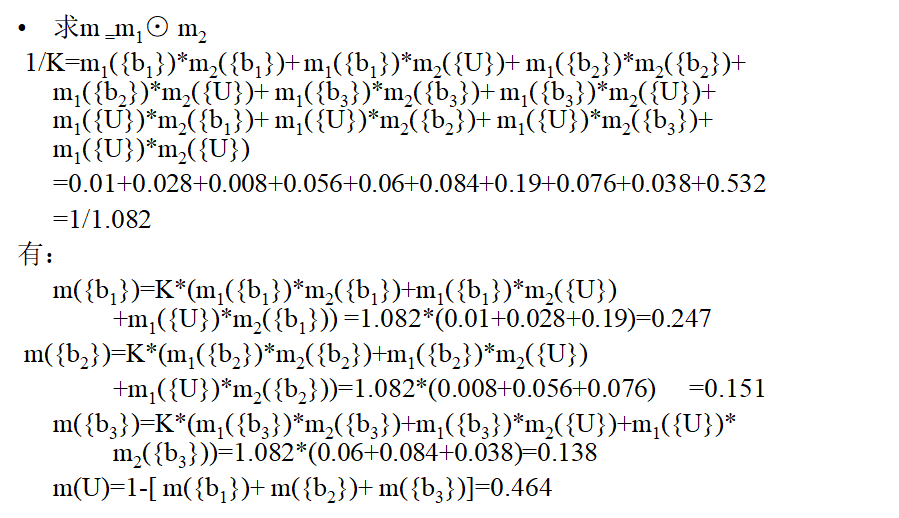 • 求m =m₁⊙ m₂
1/K=m₁({b₁})*m₂({b₁})+ m₁({b₁})*m₂({U})+ m₁({b₂})*m₂({b₂})+
m₁({b₂})*m₂({U})+ m₁({b₃})*m₂({b₃})+ m₁({b₃})*m₂({U})+
m₁({U})*m₂({b₁})+ m₁({U})*m₂({b₂})+ m₁({U})*m₂({b₃})+
m₁({U})*m₂({U})
=0.01+0.028+0.008+0.056+0.06+0.084+0.19+0.076+0.038+0.532
=1/1.082
有：
m({b₁})=K*(m₁({b₁})*m₂({b₁})+m₁({b₁})*m₂({U})
+m₁({U})*m₂({b₁})) =1.082*(0.01+0.028+0.19)=0.247
m({b₂})=K*(m₁({b₂})*m₂({b₂})+m₁({b₂})*m₂({U})
+m₁({U})*m₂({b₂}))=1.082*(0.008+0.056+0.076) =0.151
m({b₃})=K*(m₁({b₃})*m₂({b₃})+m₁({b₃})*m₂({U})+m₁({U})*
m₂({b₃}))=1.082*(0.06+0.084+0.038)=0.138
m(U)=1-[ m({b₁})+ m({b₂})+ m({b₃})]=0.464